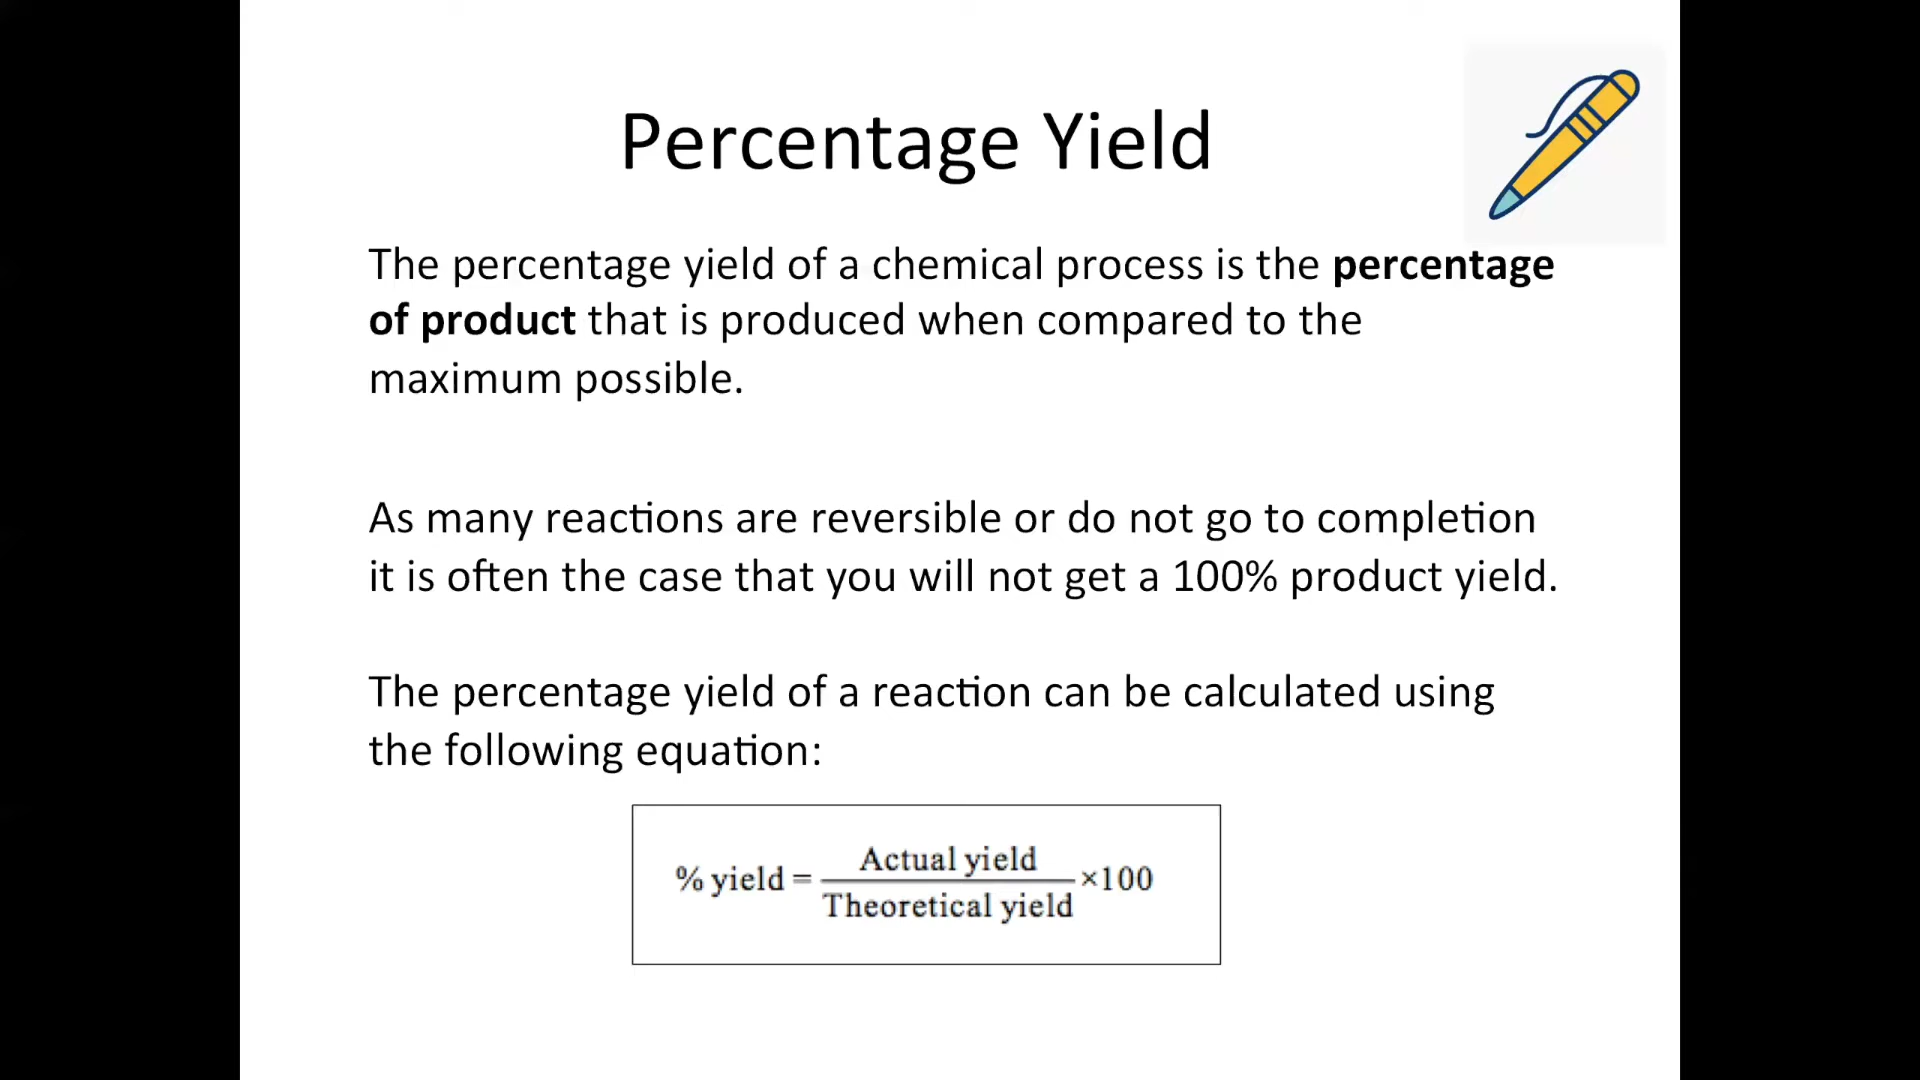 Percentage Yield
The percentage yield of a chemical process is the percentage
of product that is produced when compared to the
maximum possible.
As many reactions are reversible or do not go to completion
it is often the case that you will not get a 100% product yield.
The percentage yield of a reaction can be calculated using
the following equation:
% yield = Actual yield / Theoretical yield ×100